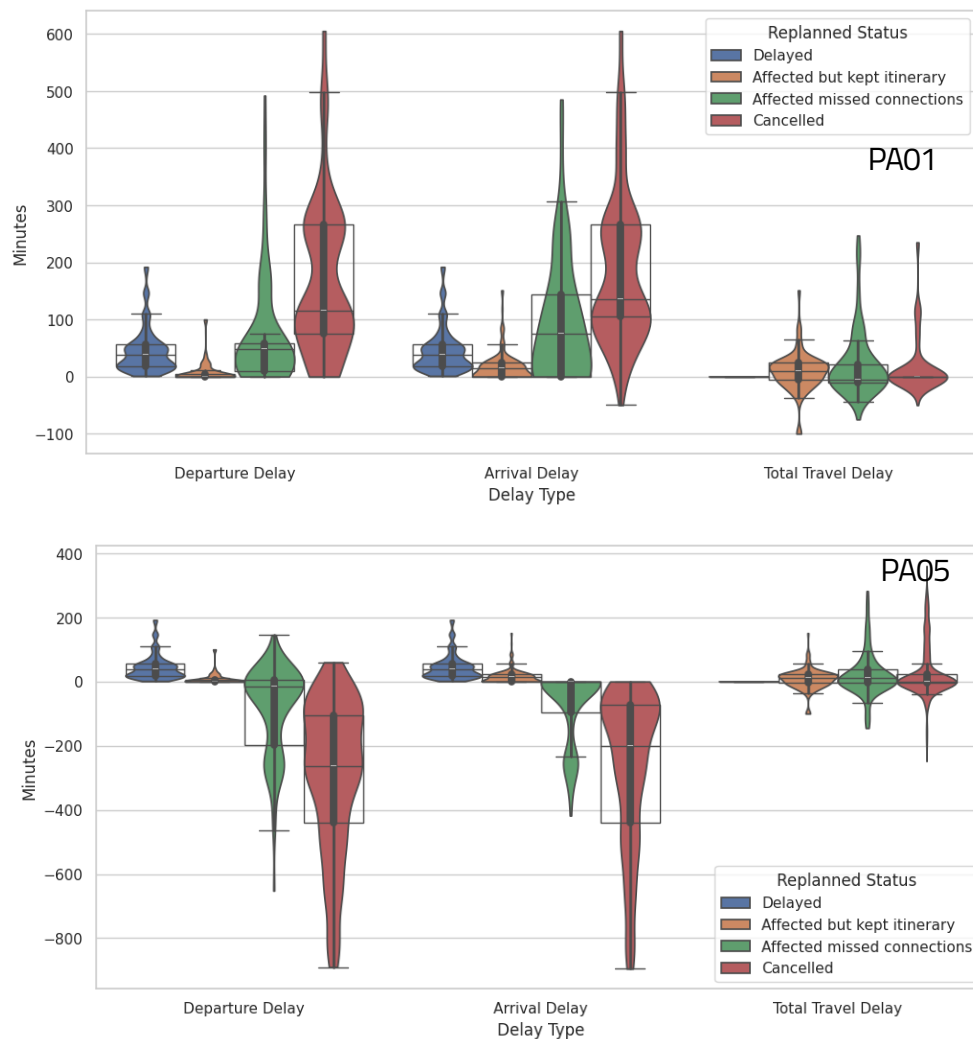 600
500
400
300
200
100
0
−100
Minutes
Replanned Status
Delayed
Affected but kept itinerary
Affected missed connections
Cancelled
PA01
Departure Delay
Arrival Delay
Total Travel Delay
Delay Type
400
200
0
−200
−400
−600
−800
Minutes
PA05
Replanned Status
Delayed
Affected but kept itinerary
Affected missed connections
Cancelled
Departure Delay
Arrival Delay
Total Travel Delay
Delay Type